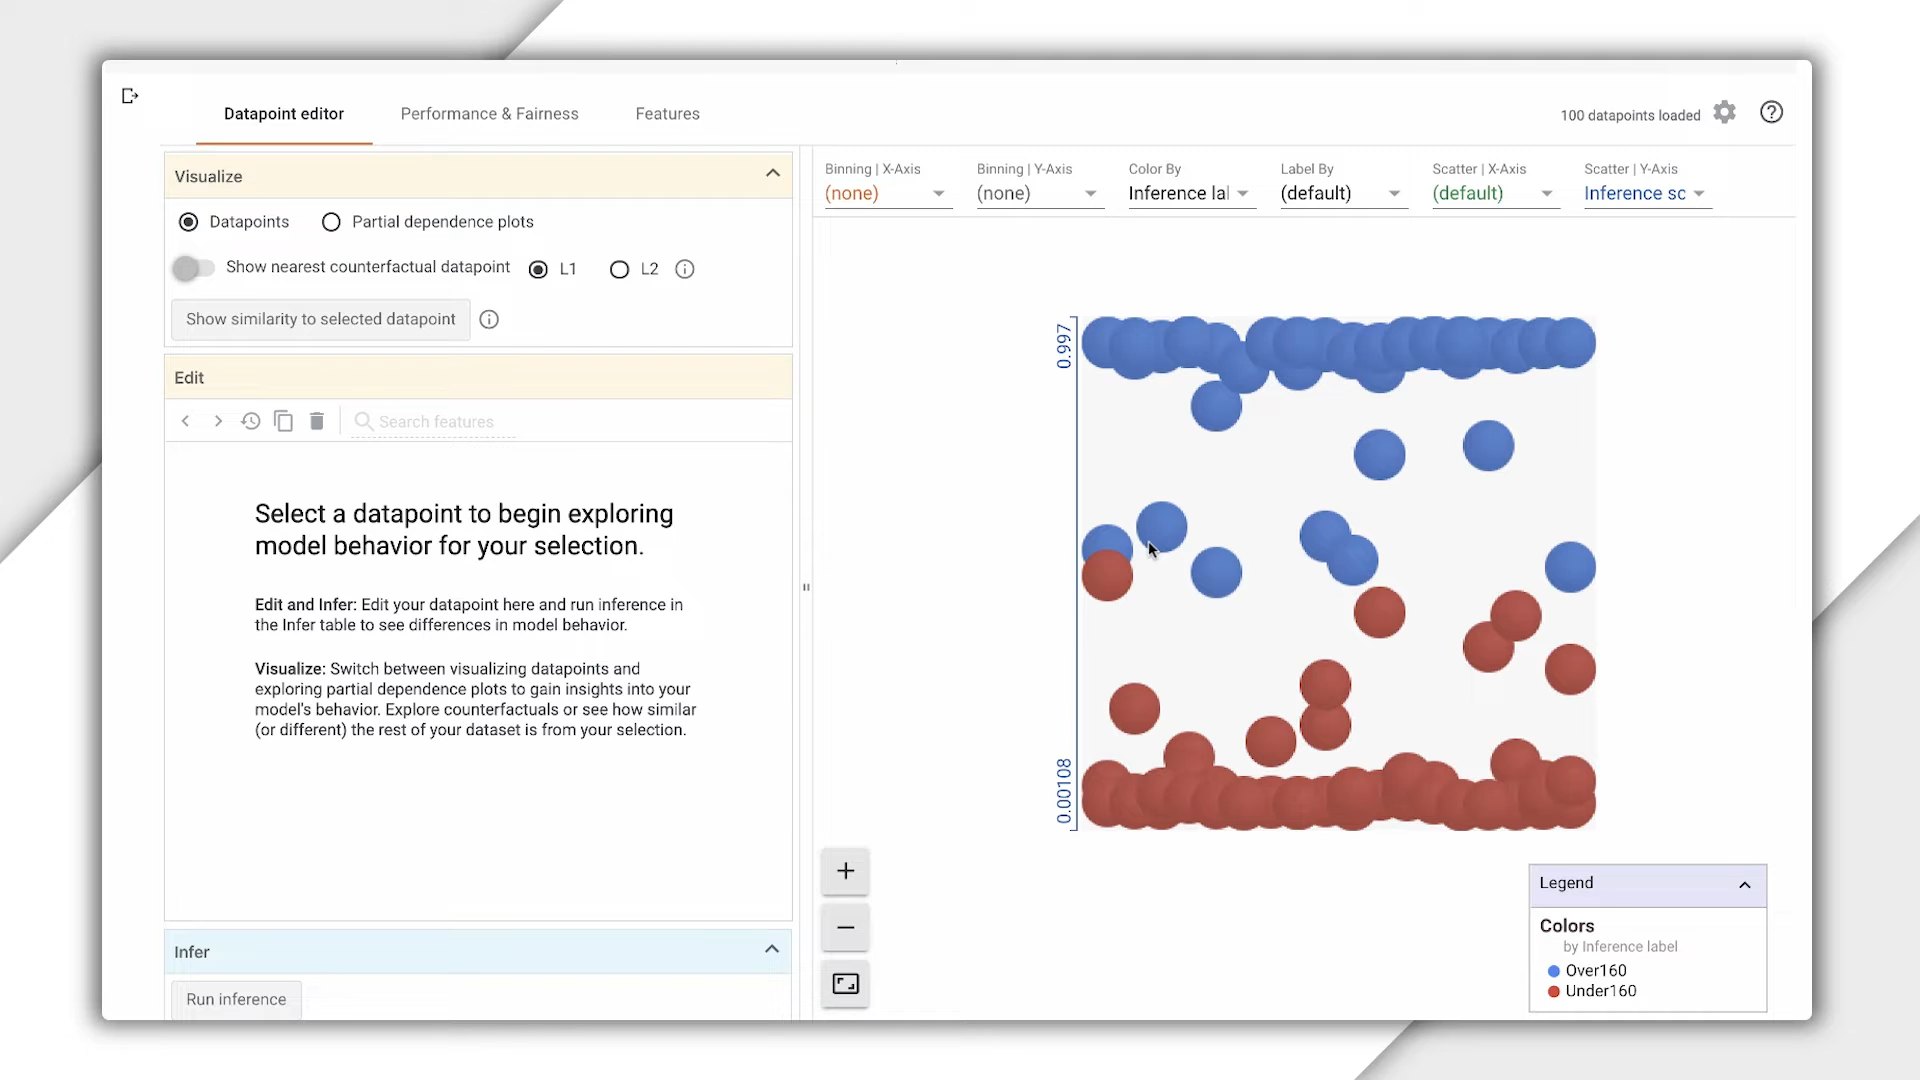 Datapoint editor
Performance & Fairness
Features
100 datapoints loaded
Visualize
Datapoints
Partial dependence plots
Show nearest counterfactual datapoint
L1
L2
Show similarity to selected datapoint
Edit
Search features
Select a datapoint to begin exploring
model behavior for your selection.
Edit and Infer: Edit your datapoint here and run inference in
the Infer table to see differences in model behavior.
Visualize: Switch between visualizing datapoints and
exploring partial dependence plots to gain insights into your
model's behavior. Explore counterfactuals or see how similar
(or different) the rest of your dataset is from your selection.
Infer
Run inference
Binning | X-Axis
(none)
Binning | Y-Axis
(none)
Color By
Inference lal
Label By
(default)
Scatter | X-Axis
(default)
Scatter | Y-Axis
Inference sc
0.997
0.00108
Legend
Colors
by Inference label
Over160
Under160